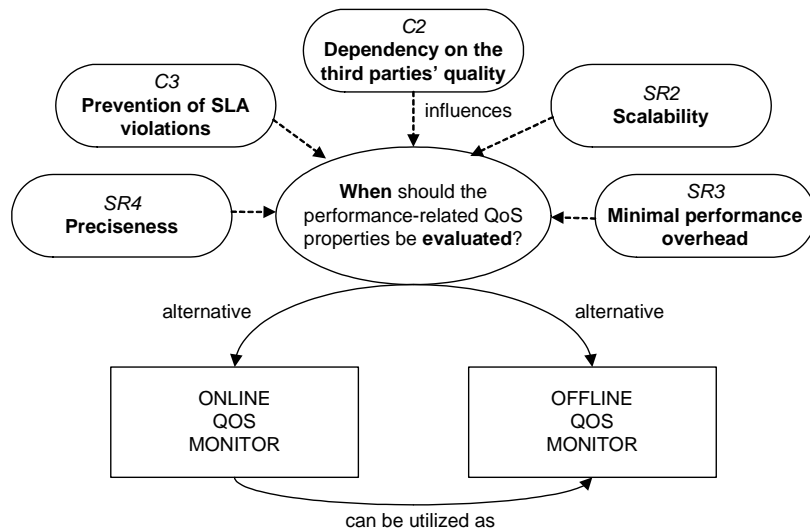 C2
Dependency on the
third parties’ quality
C3
Prevention of SLA
violations
influences
SR2
Scalability
SR4
Preciseness
When should the
performance-related QoS
properties be evaluated?
SR3
Minimal performance
overhead
alternative
alternative
ONLINE
QOS
MONITOR
OFFLINE
QOS
MONITOR
can be utilized as